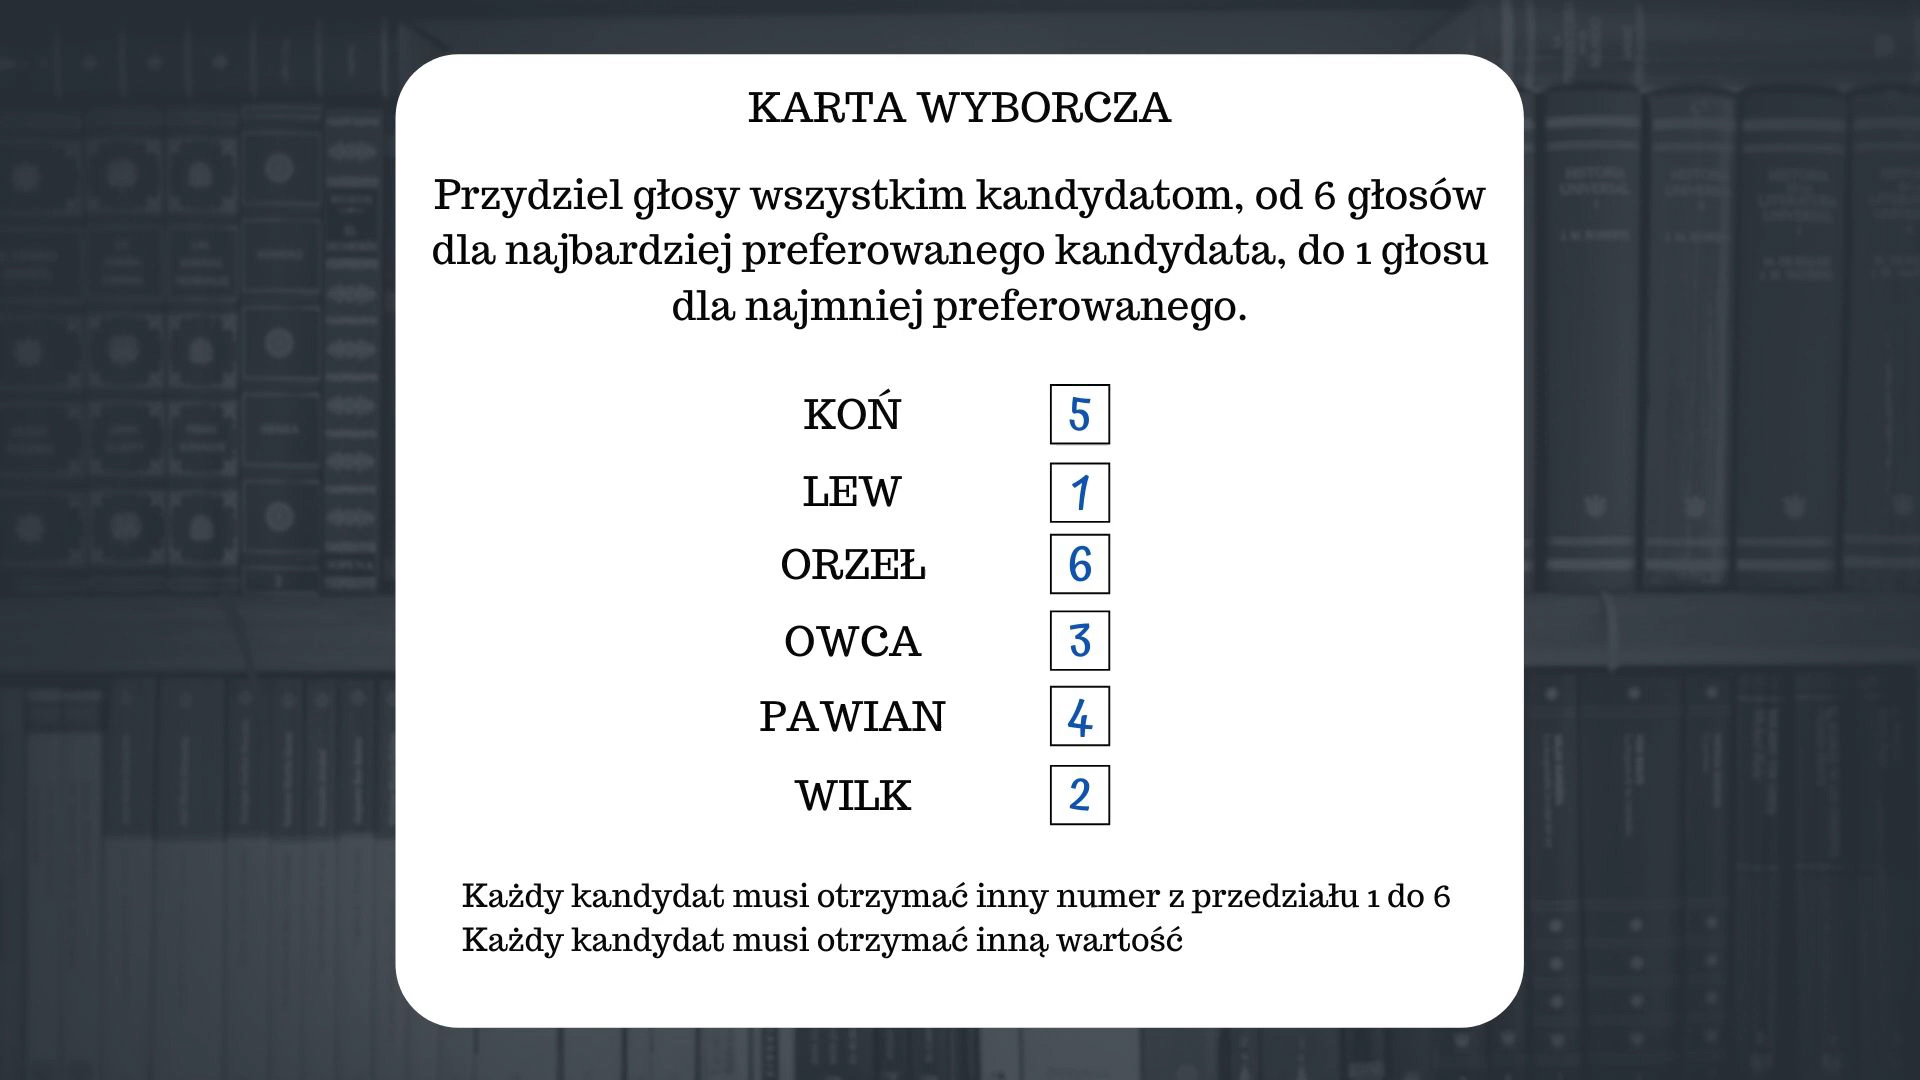 KARTA WYBORCZA
Przydziel głosy wszystkim kandydatom, od 6 głosów
dla najbardziej preferowanego kandydata, do 1 głosu
dla najmniej preferowanego.
KOŃ 5
LEW 1
ORZEŁ 6
OWCA 3
PAWIAN 4
WILK 2
Każdy kandydat musi otrzymać inny numer z przedziału 1 do 6
Każdy kandydat musi otrzymać inną wartość